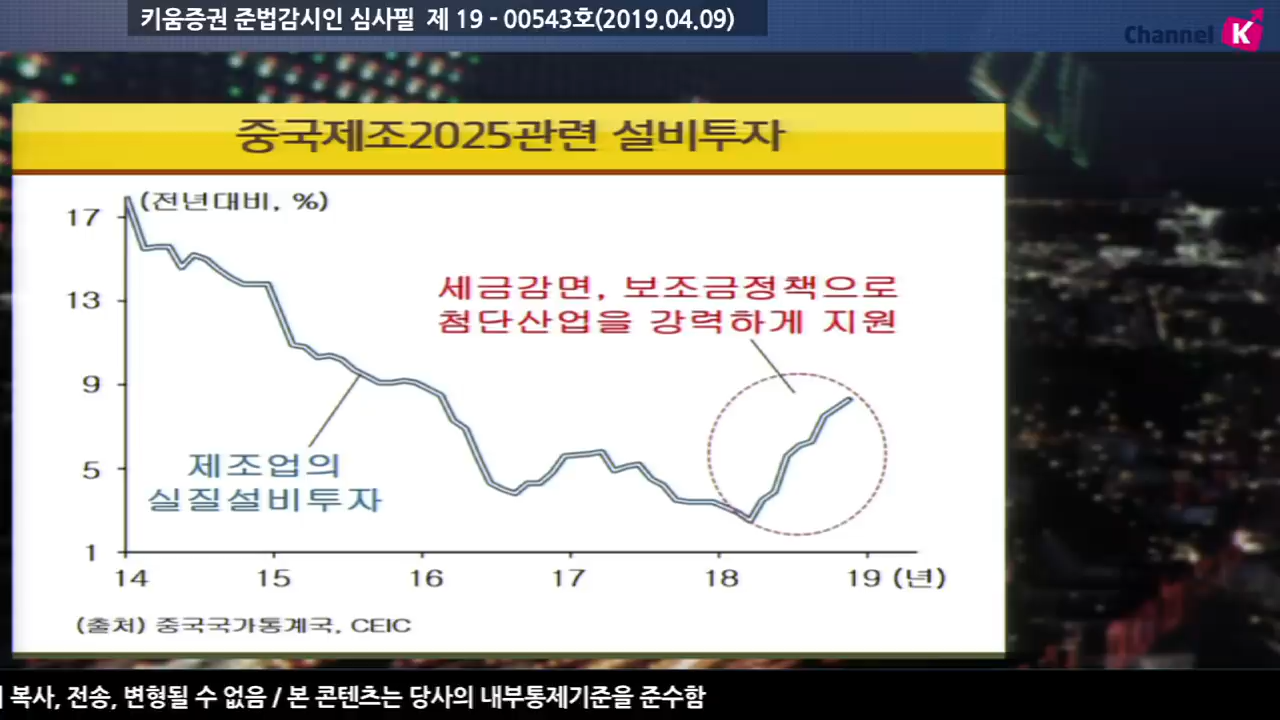 키움증권 준법감시인 심사필 제 19 - 00543호(2019.04.09)
Channel K
중국제조2025관련 설비투자
(전년대비, %)
17
13
9
5
1
세금감면, 보조금정책으로
첨단산업을 강력하게 지원
제조업의
실질설비투자
14 15 16 17 18 19 (년)
(출처) 중국국가통계국, CEIC
복사, 전송, 변형될 수 없음 / 본 콘텐츠는 당사의 내부통제기준을 준수함